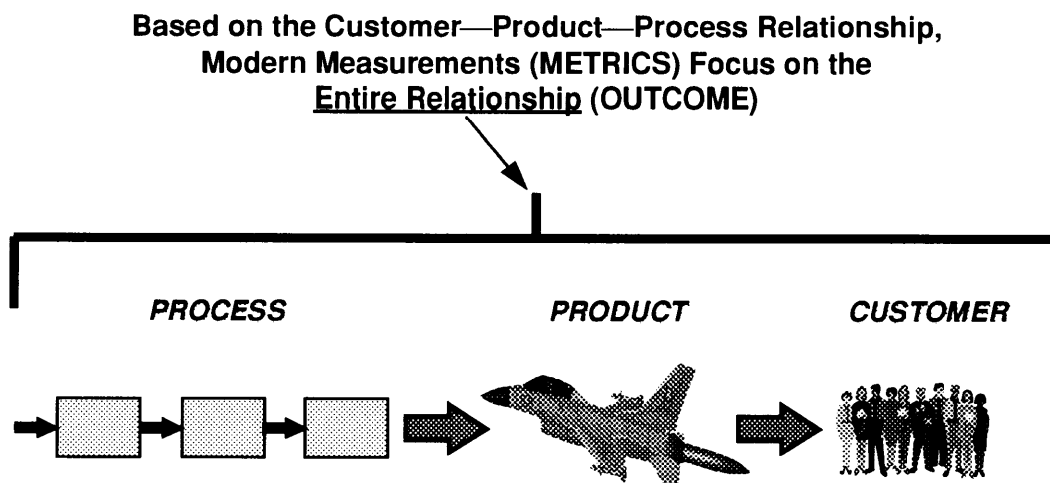 Based on the Customer—Product—Process Relationship,
Modern Measurements (METRICS) Focus on the
Entire Relationship (OUTCOME)
PROCESS PRODUCT CUSTOMER